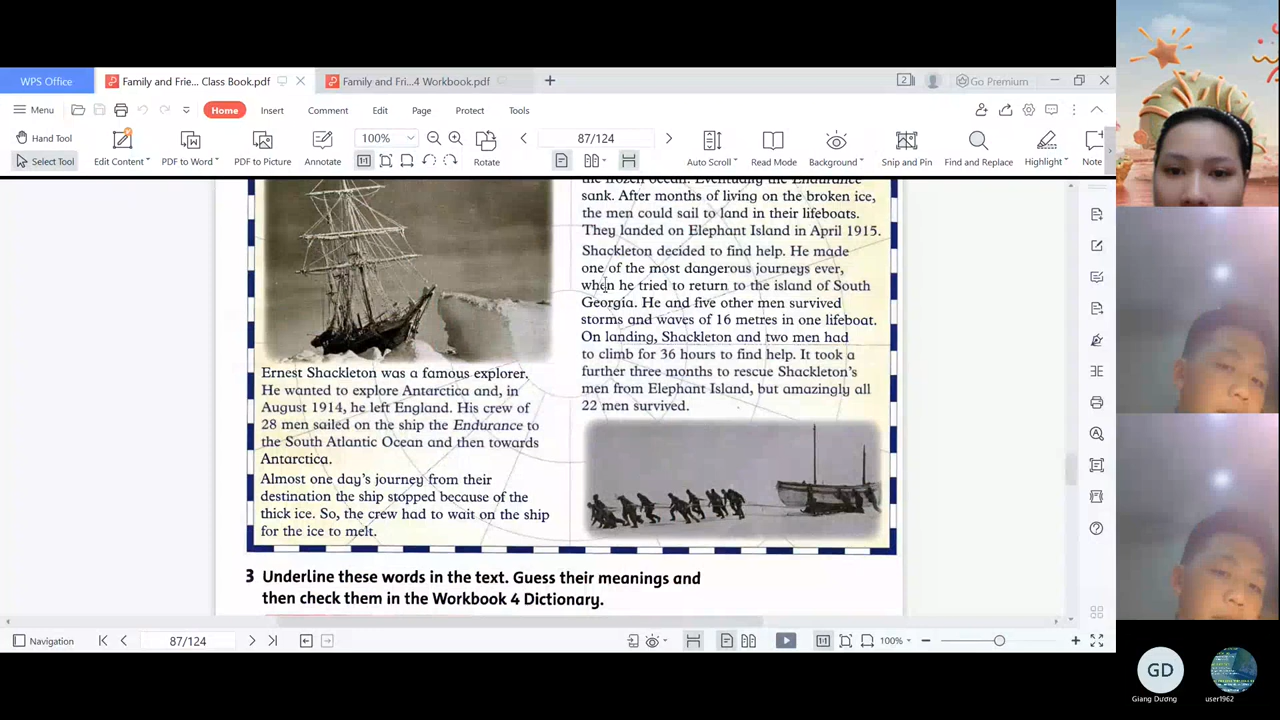 WPS Office
Family and Frie... Class Book.pdf
Family and Fri...4 Workbook.pdf
2
Go Premium
Menu
Home
Insert
Comment
Edit
Page
Protect
Tools
Hand Tool
Select Tool
Edit Content
PDF to Word
PDF to Picture
Annotate
100%
Rotate
87/124
Auto Scroll
Read Mode
Background
Snip and Pin
Find and Replace
Highlight
Note
Ernest Shackleton was a famous explorer.
He wanted to explore Antarctica and, in
August 1914, he left England. His crew of
28 men sailed on the ship the Endurance to
the South Atlantic Ocean and then towards
Antarctica.
Almost one day's journey from their
destination the ship stopped because of the
thick ice. So, the crew had to wait on the ship
for the ice to melt.
the frozen ocean. Eventually the Endurance
sank. After months of living on the broken ice,
the men could sail to land in their lifeboats.
They landed on Elephant Island in April 1915.
Shackleton decided to find help. He made
one of the most dangerous journeys ever,
when he tried to return to the island of South
Georgia. He and five other men survived
storms and waves of 16 metres in one lifeboat.
On landing, Shackleton and two men had
to climb for 36 hours to find help. It took a
further three months to rescue Shackleton's
men from Elephant Island, but amazingly all
22 men survived.
3 Underline these words in the text. Guess their meanings and
then check them in the Workbook 4 Dictionary.
Navigation
87/124
100%
GD
Giang Dương
user1962